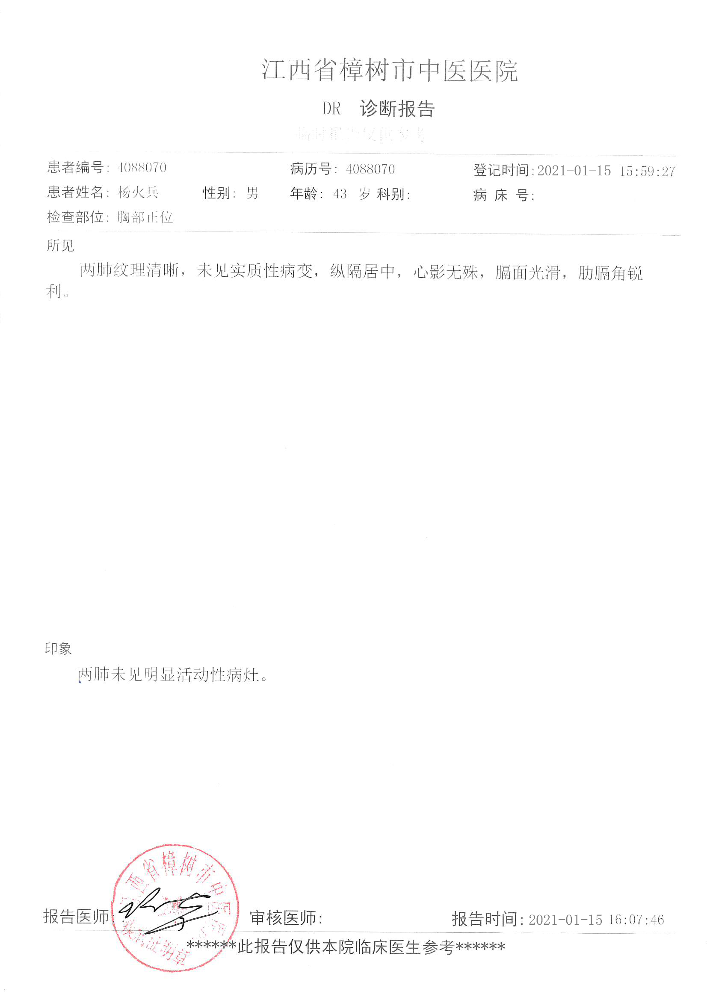 江西省樟树市中医医院
DR 诊断报告
临时报告仅供参考
患者编号: 4088070 病历号: 4088070 登记时间:2021-01-15 15:59:27
患者姓名: 杨火兵 性别: 男 年龄: 43 岁 科别: 病 床 号:
检查部位: 胸部正位
所见
两肺纹理清晰，未见实质性病变，纵隔居中，心影无殊，膈面光滑，肋膈角锐
利。
印象
两肺未见明显活动性病灶。
江西省樟树市中医医院
疾病证明章
报告医师: 审核医师: 报告时间: 2021-01-15 16:07:46
******此报告仅供本院临床医生参考******